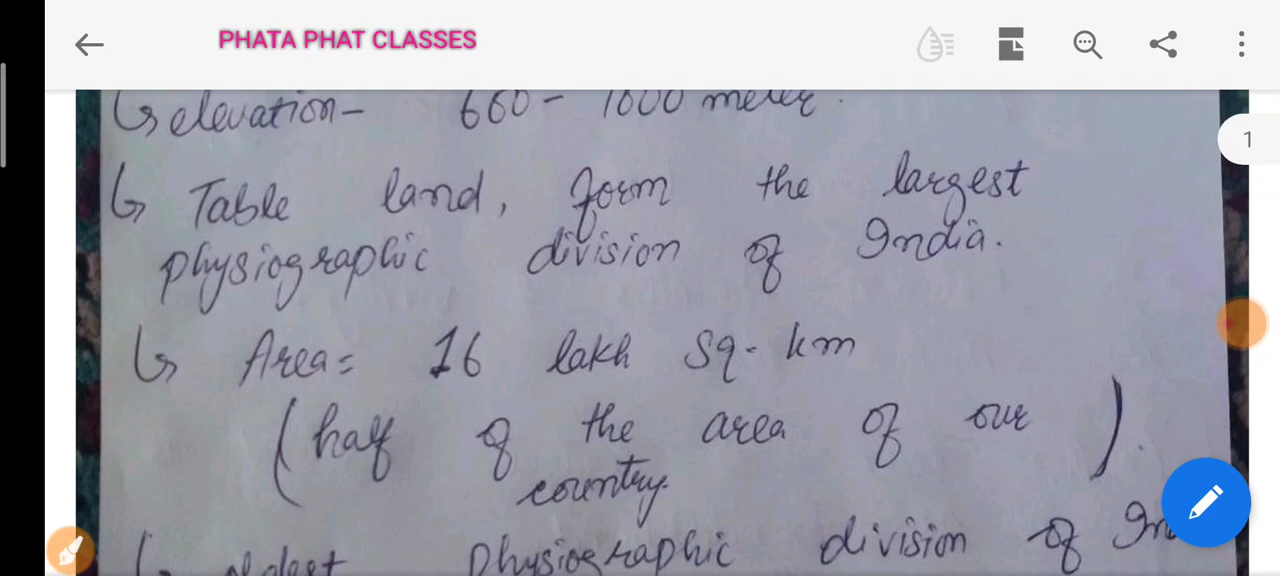 PHATA PHAT CLASSES
↳ elevation- 600 - 1000 meter.
1
↳ Table land, form the largest
physiographic division of India.
↳ Area = 16 lakh sq. km
(half of the area of our
country)
oldest physiographic division of